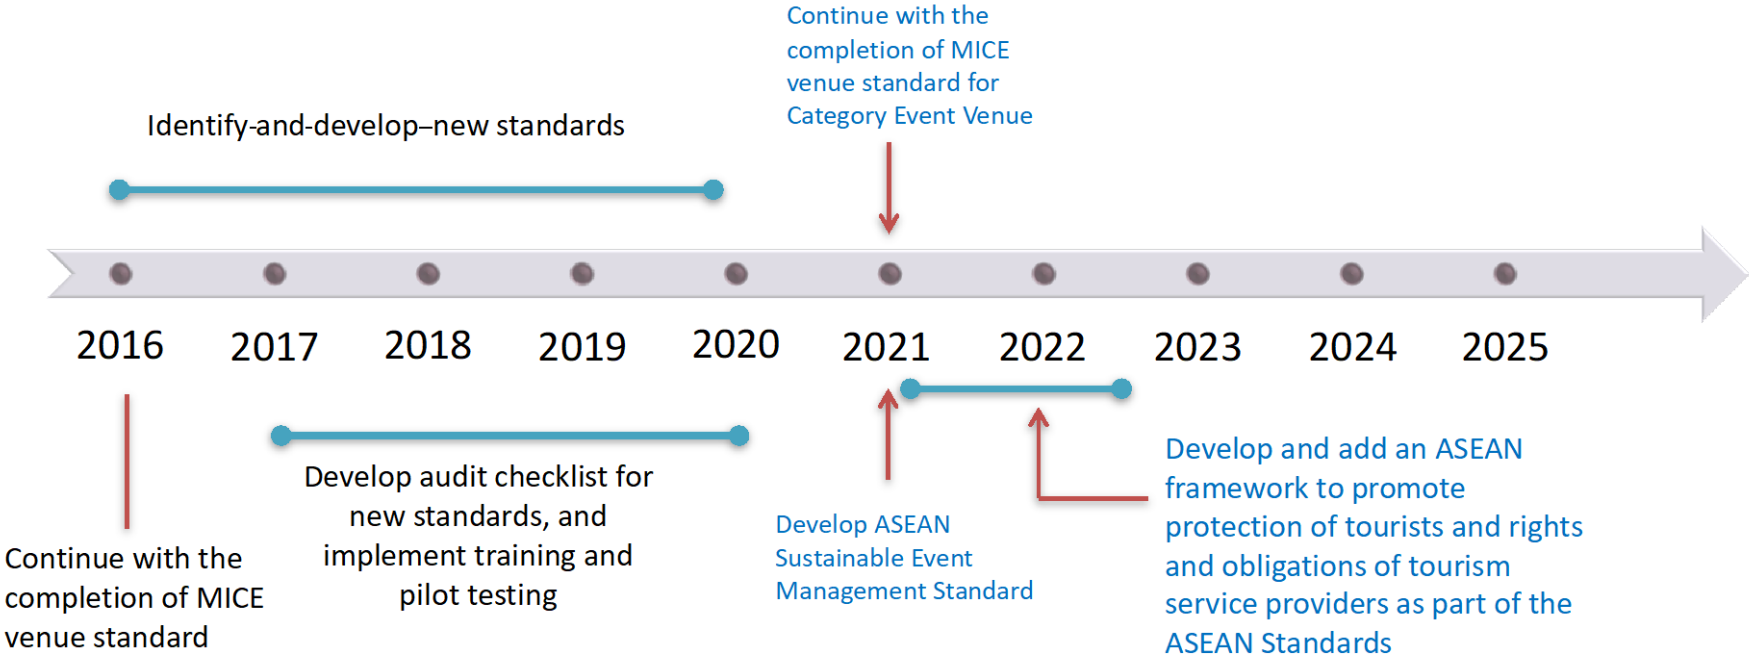 Continue with the
completion of MICE
venue standard for
Category Event Venue
Identify-and-develop–new standards
2016 2017 2018 2019 2020 2021 2022 2023 2024 2025
Continue with the
completion of MICE
venue standard
Develop audit checklist for
new standards, and
implement training and
pilot testing
Develop ASEAN
Sustainable Event
Management Standard
Develop and add an ASEAN
framework to promote
protection of tourists and rights
and obligations of tourism
service providers as part of the
ASEAN Standards